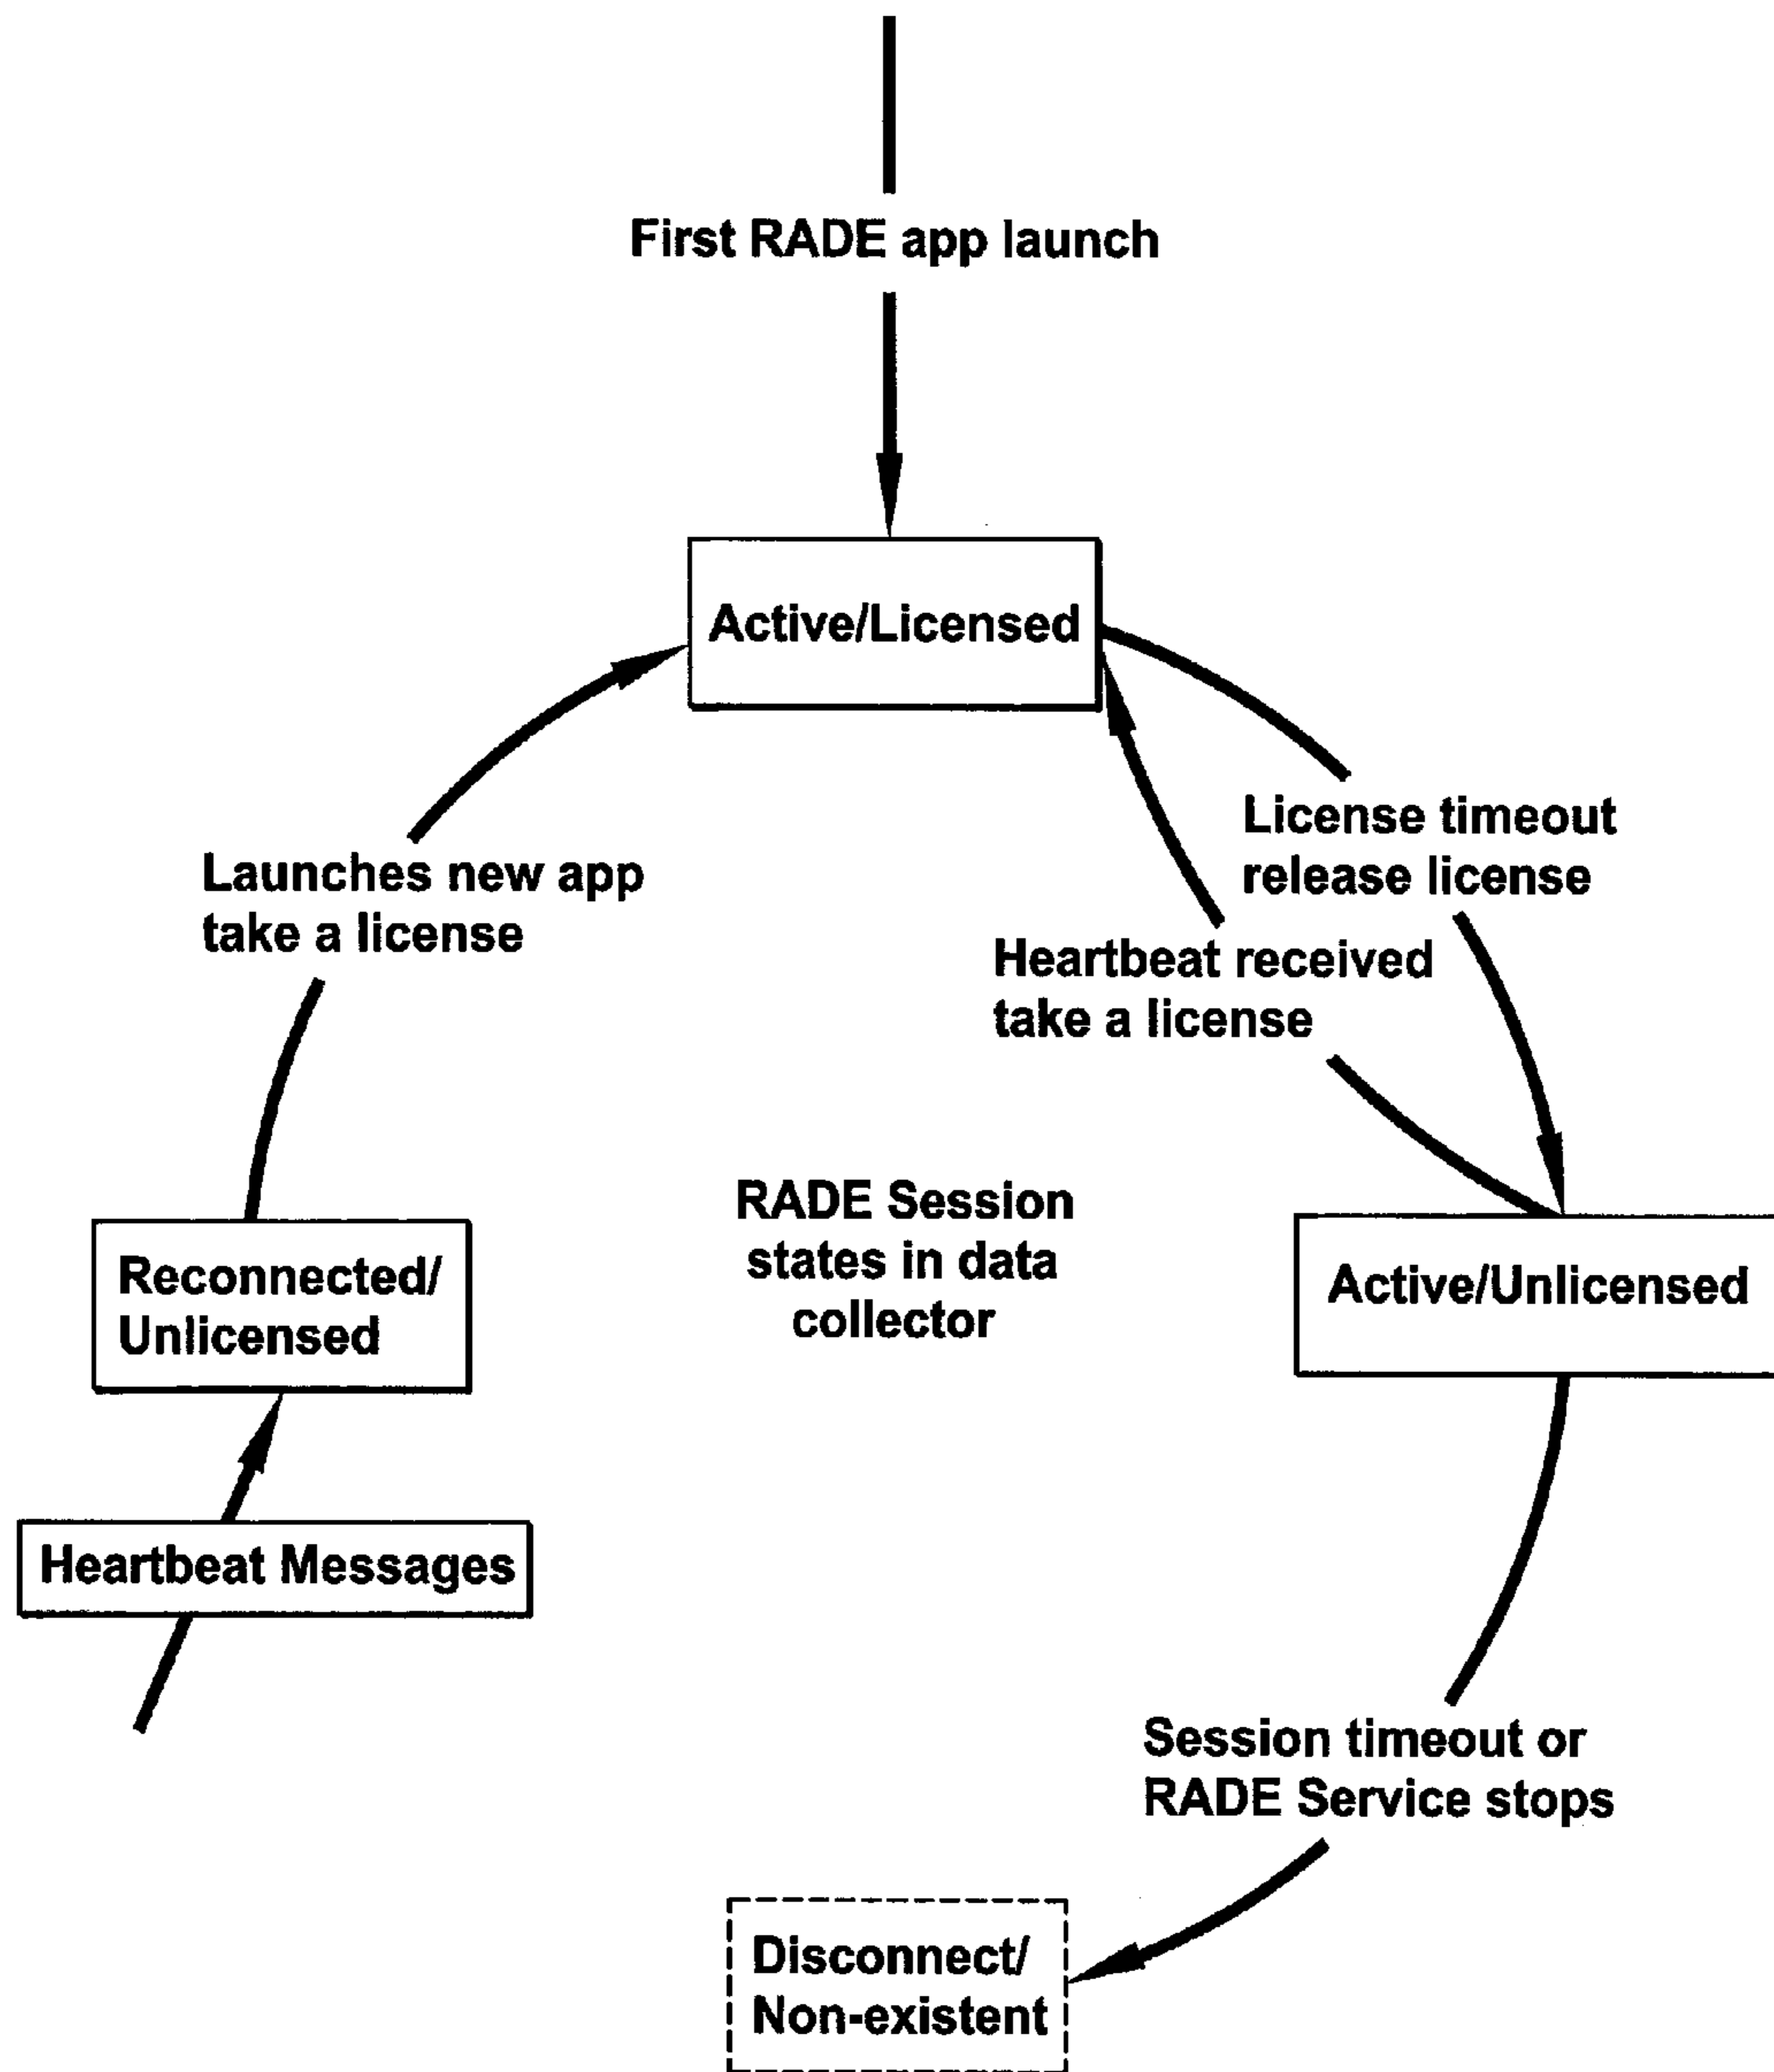 First RADE app launch
Active/Licensed
License timeout
release license
Launches new app
take a license
Heartbeat received
take a license
RADE Session
states in data
collector
Reconnected/
Unlicensed
Active/Unlicensed
Heartbeat Messages
Session timeout or
RADE Service stops
Disconnect/
Non-existent